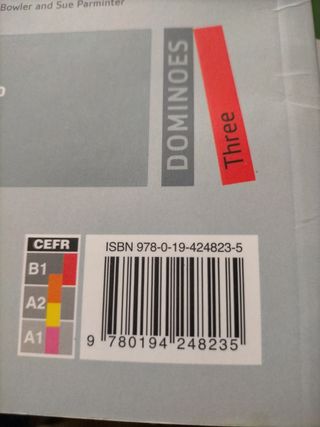 Bowler and Sue Parminter
DOMINOES
Three
CEFR
B1
A2
A1
ISBN 978-0-19-424823-5
9 780194 248235